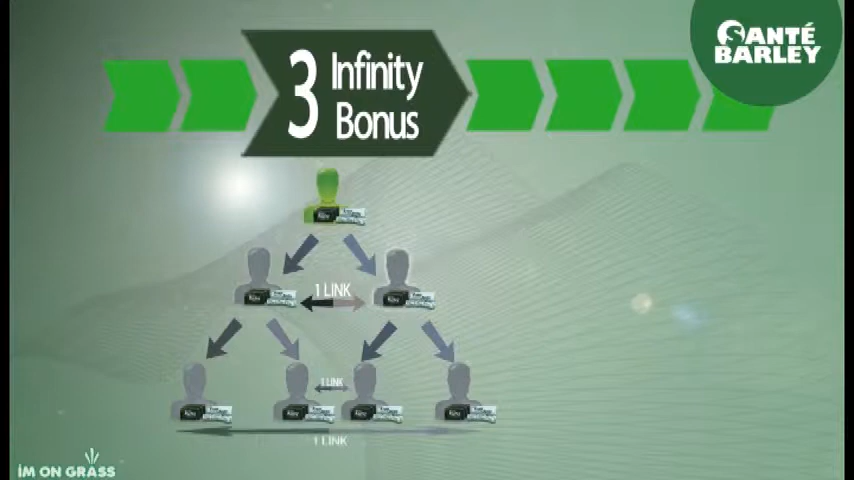 SANTÉ
BARLEY
3 Infinity
Bonus
1 LINK
1 LINK
1 LINK
IM ON GRASS